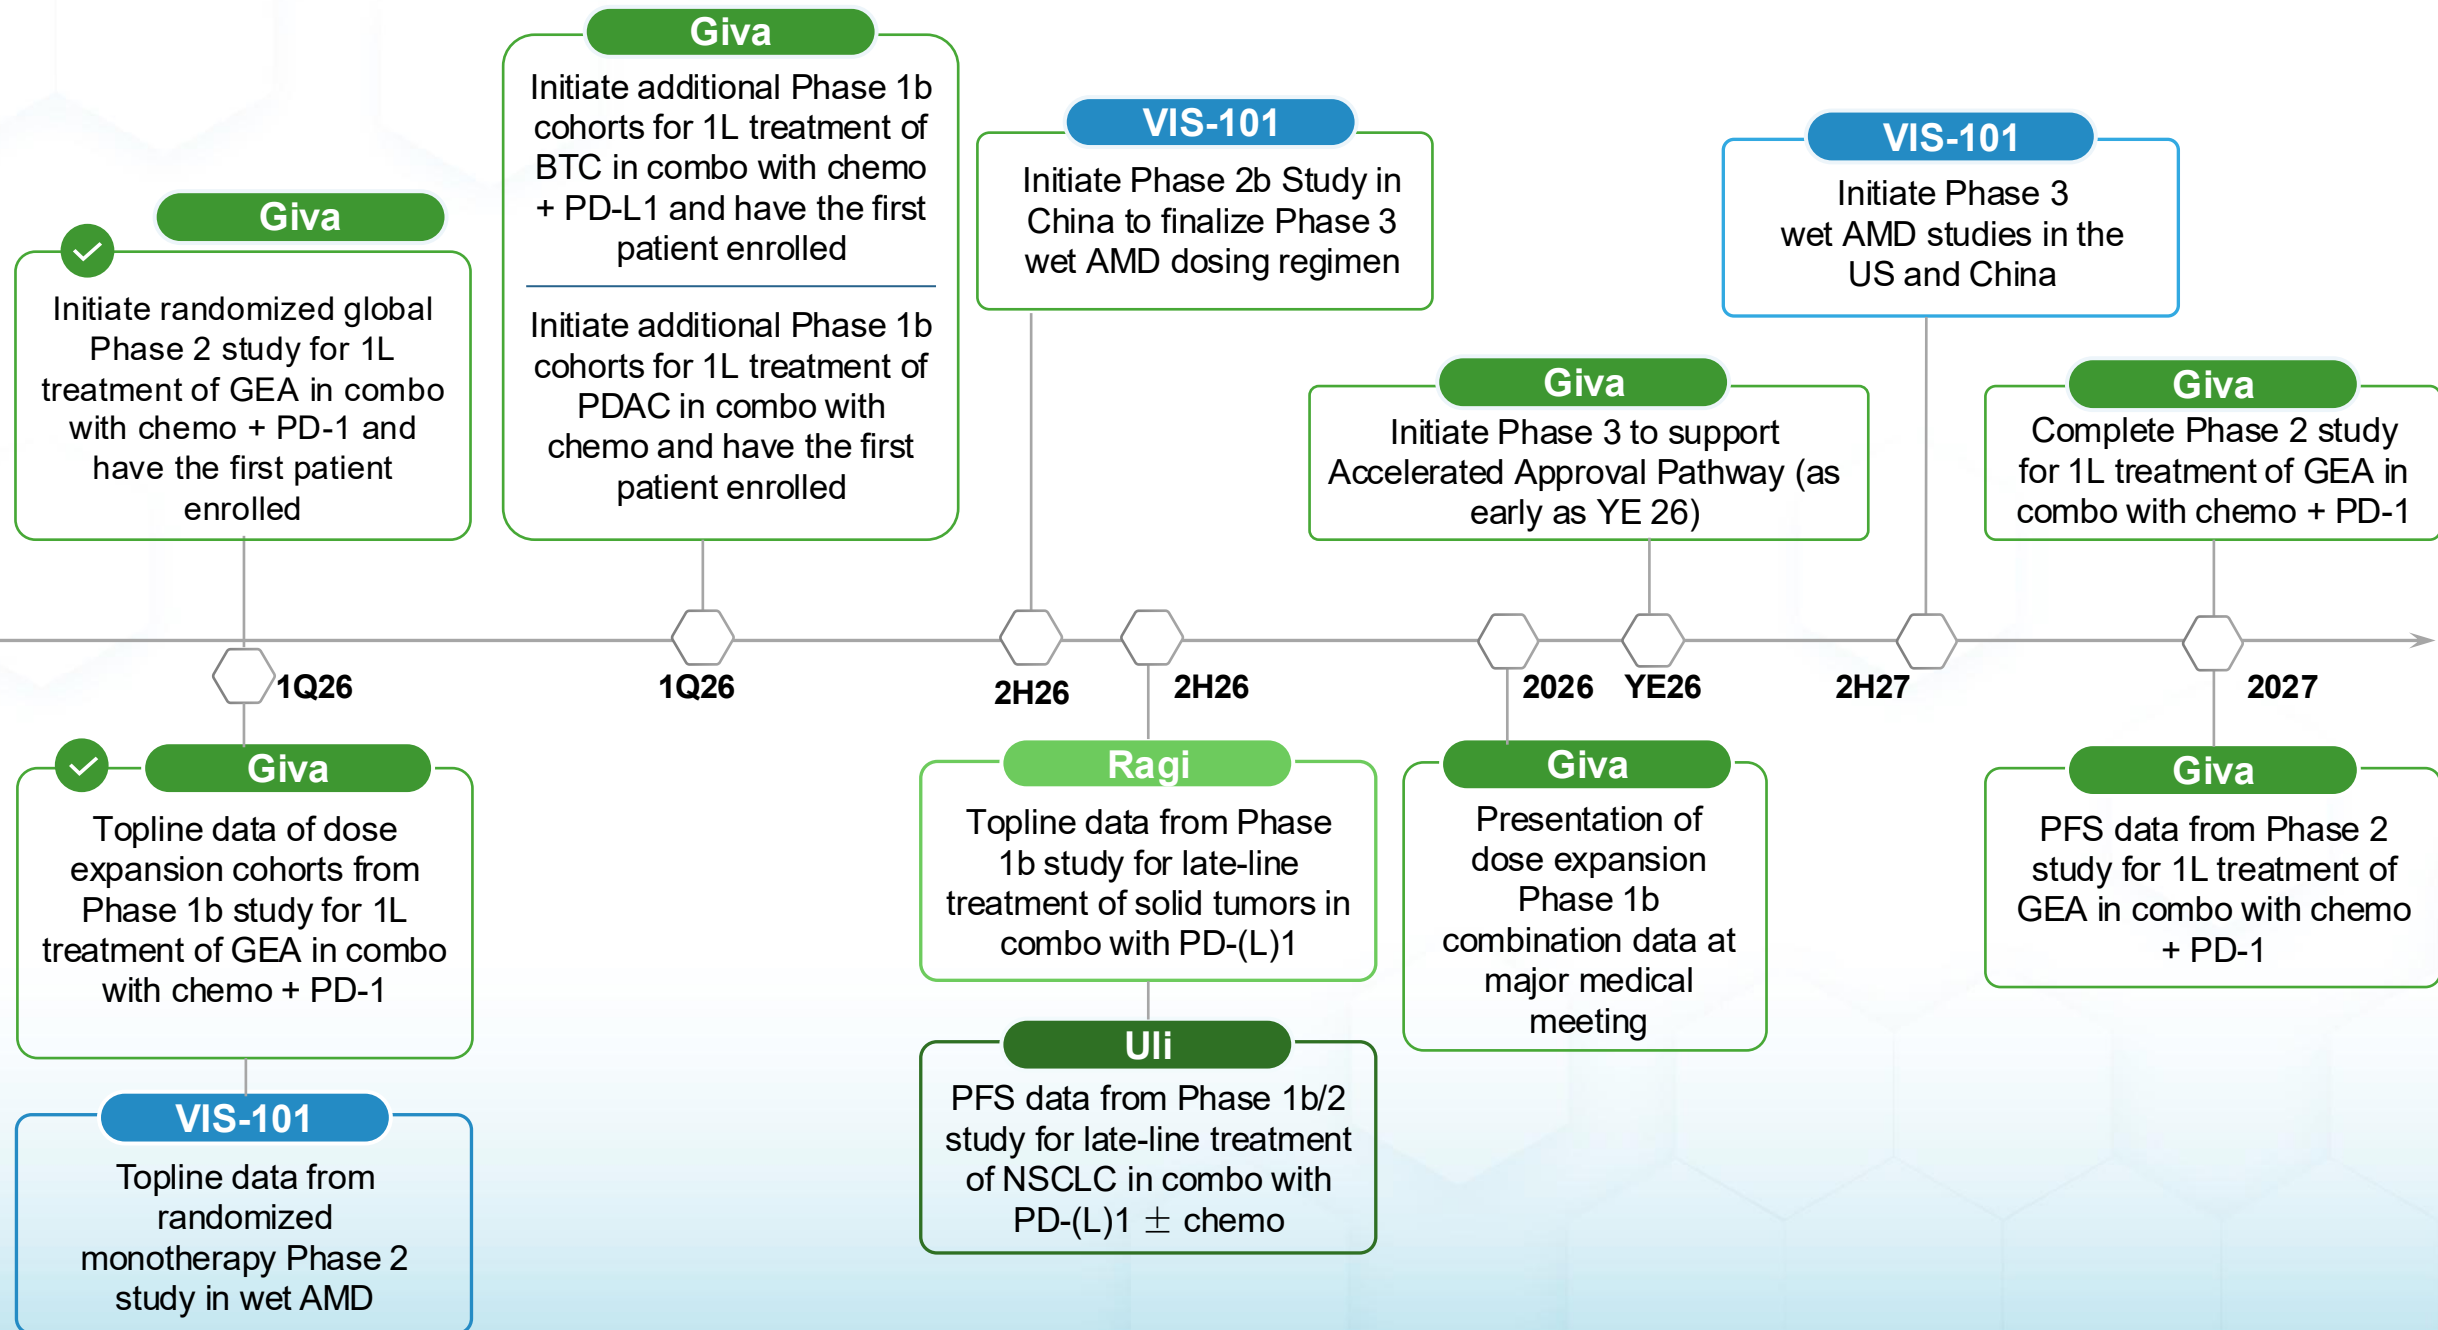 Giva
Initiate randomized global
Phase 2 study for 1L
treatment of GEA in combo
with chemo + PD-1 and
have the first patient
enrolled
Giva
Initiate additional Phase 1b
cohorts for 1L treatment of
BTC in combo with chemo
+ PD-L1 and have the first
patient enrolled
Initiate additional Phase 1b
cohorts for 1L treatment of
PDAC in combo with
chemo and have the first
patient enrolled
VIS-101
Initiate Phase 2b Study in
China to finalize Phase 3
wet AMD dosing regimen
Giva
Initiate Phase 3 to support
Accelerated Approval Pathway (as
early as YE 26)
VIS-101
Initiate Phase 3
wet AMD studies in the
US and China
Giva
Complete Phase 2 study
for 1L treatment of GEA in
combo with chemo + PD-1
1Q26
1Q26
2H26
2H26
2026
YE26
2H27
2027
Giva
Topline data of dose
expansion cohorts from
Phase 1b study for 1L
treatment of GEA in combo
with chemo + PD-1
VIS-101
Topline data from
randomized
monotherapy Phase 2
study in wet AMD
Ragi
Topline data from Phase
1b study for late-line
treatment of solid tumors in
combo with PD-(L)1
Uli
PFS data from Phase 1b/2
study for late-line treatment
of NSCLC in combo with
PD-(L)1 ± chemo
Giva
Presentation of
dose expansion
Phase 1b
combination data at
major medical
meeting
Giva
PFS data from Phase 2
study for 1L treatment of
GEA in combo with chemo
+ PD-1